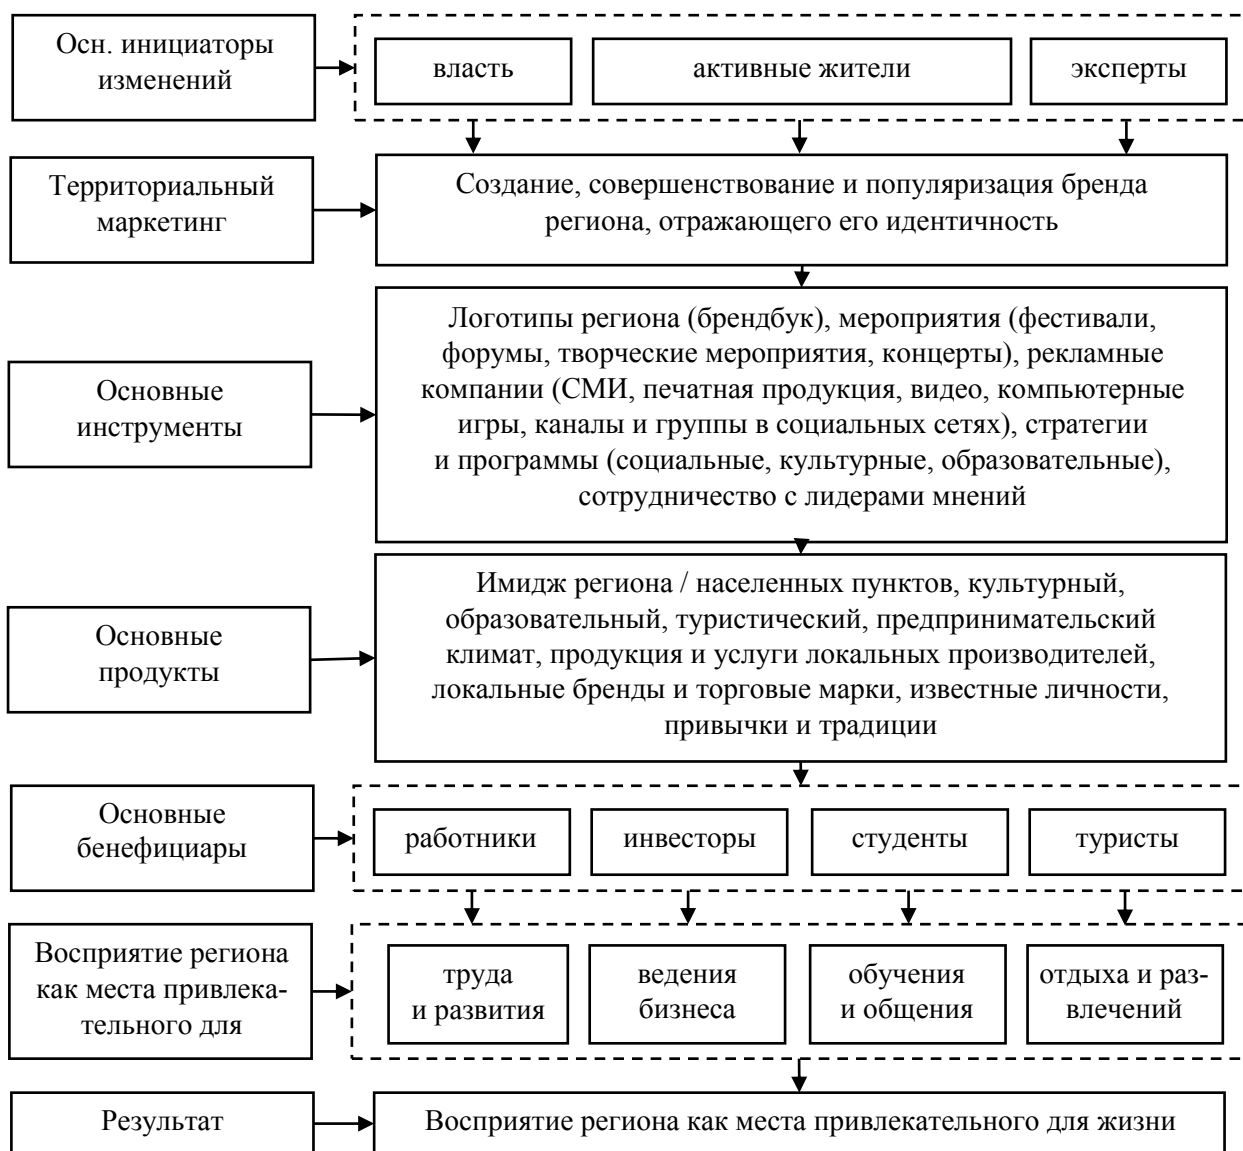 Осн. инициаторы
изменений
власть
активные жители
эксперты
Территориальный
маркетинг
Создание, совершенствование и популяризация бренда
региона, отражающего его идентичность
Основные
инструменты
Логотипы региона (брендбук), мероприятия (фестивали,
форумы, творческие мероприятия, концерты), рекламные
компании (СМИ, печатная продукция, видео, компьютерные
игры, каналы и группы в социальных сетях), стратегии
и программы (социальные, культурные, образовательные),
сотрудничество с лидерами мнений
Основные
продукты
Имидж региона / населенных пунктов, культурный,
образовательный, туристический, предпринимательский
климат, продукция и услуги локальных производителей,
локальные бренды и торговые марки, известные личности,
привычки и традиции
Основные
бенефициары
работники
инвесторы
студенты
туристы
Восприятие региона
как места привлека-
тельного для
труда
и развития
ведения
бизнеса
обучения
и общения
отдыха и раз-
влечений
Результат
Восприятие региона как места привлекательного для жизни